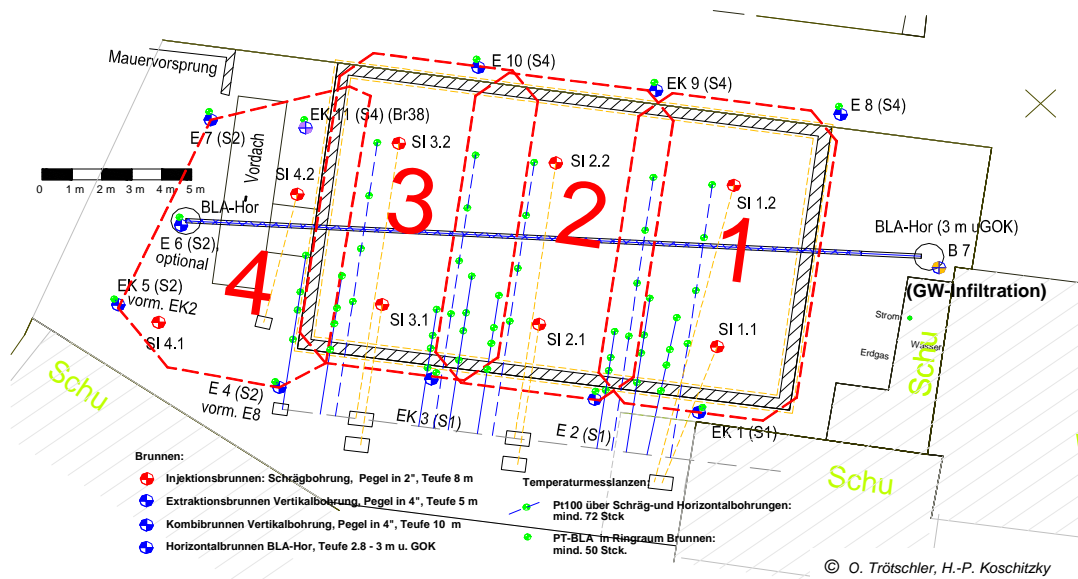 Mauervorsprung
E 10 (S4)
EK 9 (S4)
E 8 (S4)
E 7 (S2)
EK 11 (S4) (Br38)
Vordach
SI 3.2
SI 2.2
SI 1.2
SI 4.2
0 1 m 2 m 3 m 4 m 5 m
BLA-Hor
BLA-Hor (3 m uGOK)
B 7
(GW-Infiltration)
E 6 (S2),
optional
3
2
1
4
EK 5 (S2)
vorm. EK2
SI 4.1
SI 3.1
SI 2.1
SI 1.1
Strom
Wasser
Erdgas
Schu
Schu
Schu
E 4 (S2)
vorm. E8
EK 3 (S1)
E 2 (S1)
EK 1 (S1)
Brunnen:
Injektionsbrunnen: Schrägbohrung, Pegel in 2", Teufe 8 m
Extraktionsbrunnen Vertikalbohrung, Pegel in 4", Teufe 5 m
Kombibrunnen Vertikalbohrung, Pegel in 4", Teufe 10 m
Horizontalbrunnen BLA-Hor, Teufe 2.8 - 3 m u. GOK
Temperaturmesslanzen:
Pt100 über Schräg-und Horizontalbohrungen:
mind. 72 Stck
PT-BLA in Ringraum Brunnen:
mind. 50 Stck.
© O. Trötschler, H.-P. Koschitzky